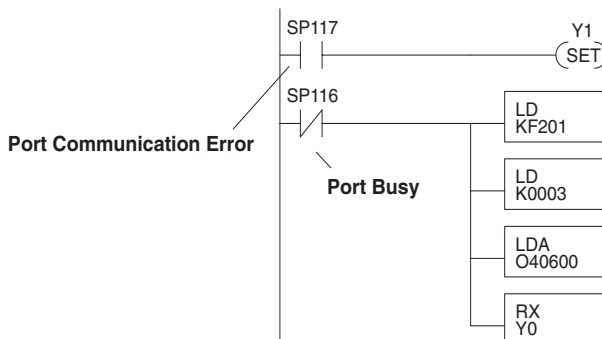 SP117
Y1
SET
SP116
Port Communication Error
Port Busy
LD
KF201
LD
K0003
LDA
O40600
RX
Y0